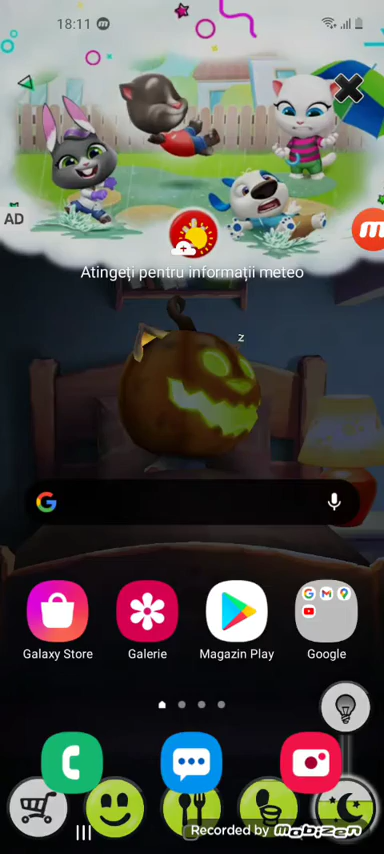 18:11
AD
Atingeți pentru informații meteo
z
Galaxy Store
Galerie
Magazin Play
Google
Recorded by mobizen